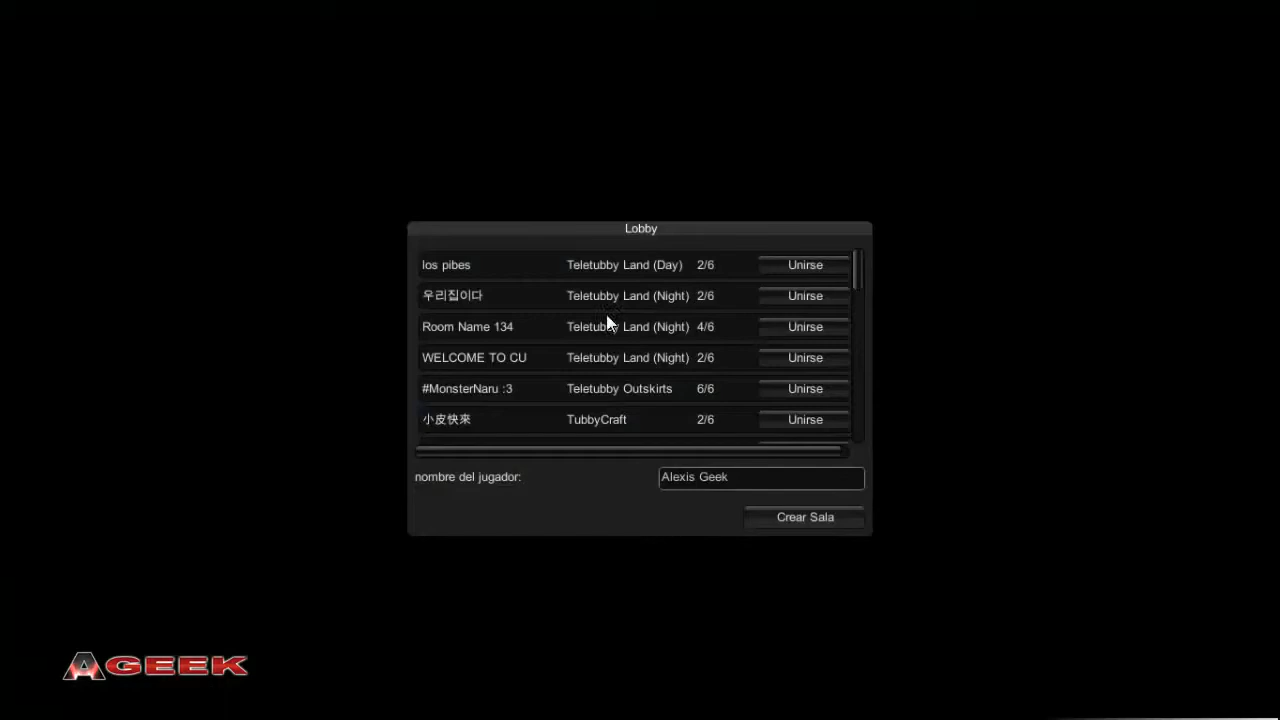 Lobby
los pibes Teletubby Land (Day) 2/6 Unirse
우리집이다 Teletubby Land (Night) 2/6 Unirse
Room Name 134 Teletubby Land (Night) 4/6 Unirse
WELCOME TO CU Teletubby Land (Night) 2/6 Unirse
#MonsterNaru :3 Teletubby Outskirts 6/6 Unirse
小皮快來 TubbyCraft 2/6 Unirse
nombre del jugador: Alexis Geek
Crear Sala
AGEEK